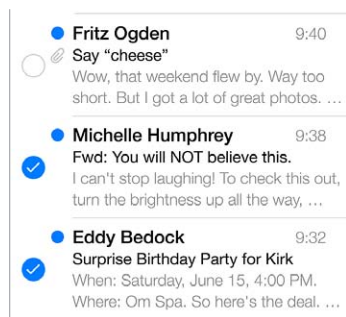 Fritz Ogden 9:40
Say “cheese”
Wow, that weekend flew by. Way too
short. But I got a lot of great photos. …
Michelle Humphrey 9:38
Fwd: You will NOT believe this.
I can't stop laughing! To check this out,
turn the brightness up all the way, …
Eddy Bedock 9:32
Surprise Birthday Party for Kirk
When: Saturday, June 15, 4:00 PM.
Where: Om Spa. So here's the deal. …